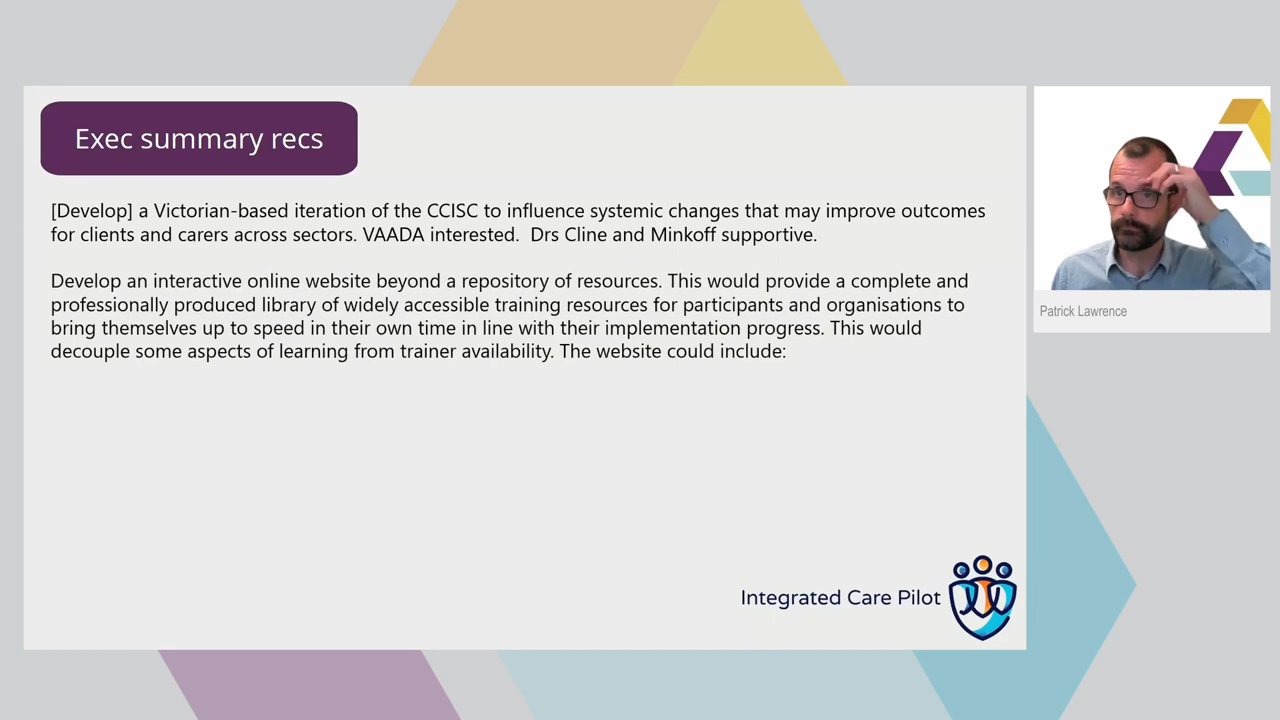 Exec summary recs
[Develop] a Victorian-based iteration of the CCISC to influence systemic changes that may improve outcomes
for clients and carers across sectors. VAADA interested.  Drs Cline and Minkoff supportive.
Develop an interactive online website beyond a repository of resources. This would provide a complete and
professionally produced library of widely accessible training resources for participants and organisations to
bring themselves up to speed in their own time in line with their implementation progress. This would
decouple some aspects of learning from trainer availability. The website could include:
Integrated Care Pilot
Patrick Lawrence